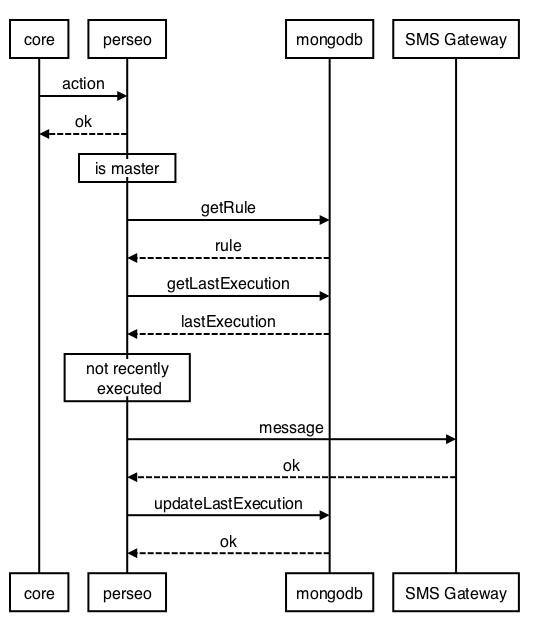 core
perseo
mongodb
SMS Gateway
action
ok
is master
getRule
rule
getLastExecution
lastExecution
not recently
executed
message
ok
updateLastExecution
ok
core
perseo
mongodb
SMS Gateway